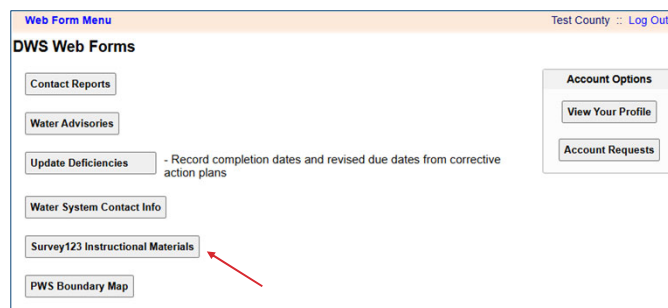 Web Form Menu
Test County :: Log Out
DWS Web Forms
Contact Reports
Water Advisories
Update Deficiencies
- Record completion dates and revised due dates from corrective
action plans
Water System Contact Info
Survey123 Instructional Materials
PWS Boundary Map
Account Options
View Your Profile
Account Requests